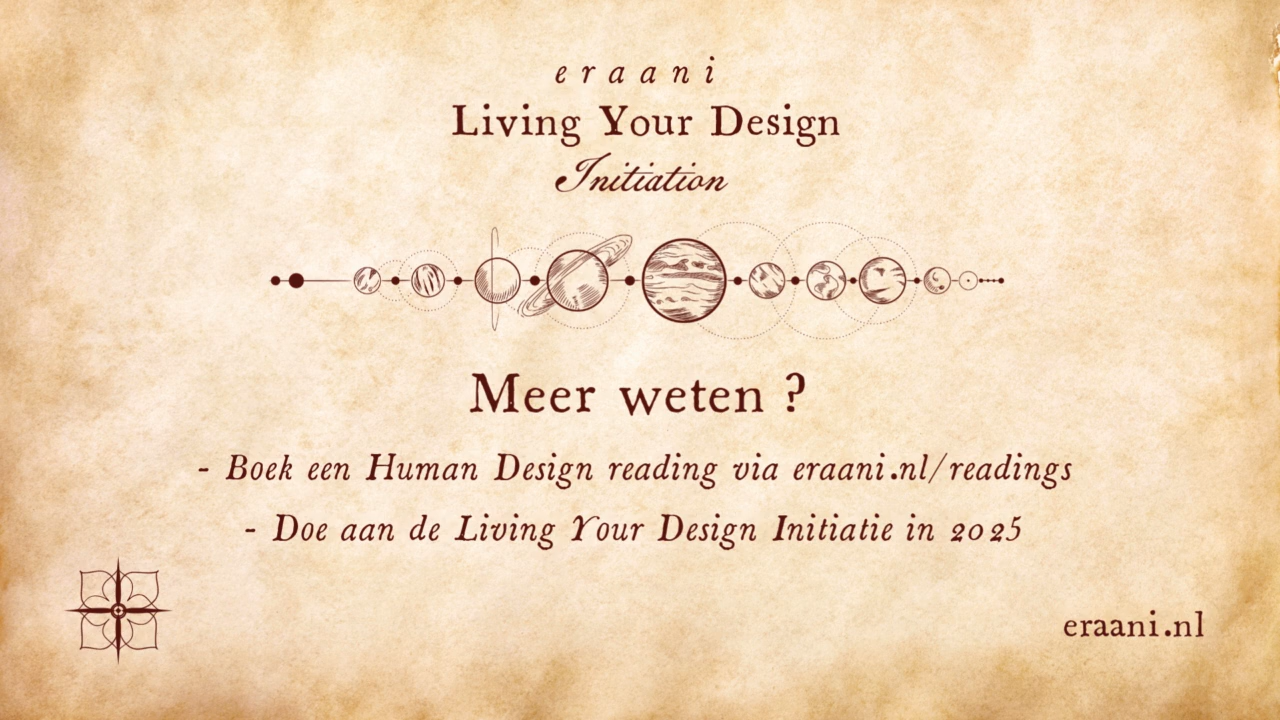 eraani
Living Your Design
Initiation
Meer weten ?
- Boek een Human Design reading via eraani.nl/readings
- Doe aan de Living Your Design Initiatie in 2025
eraani.nl